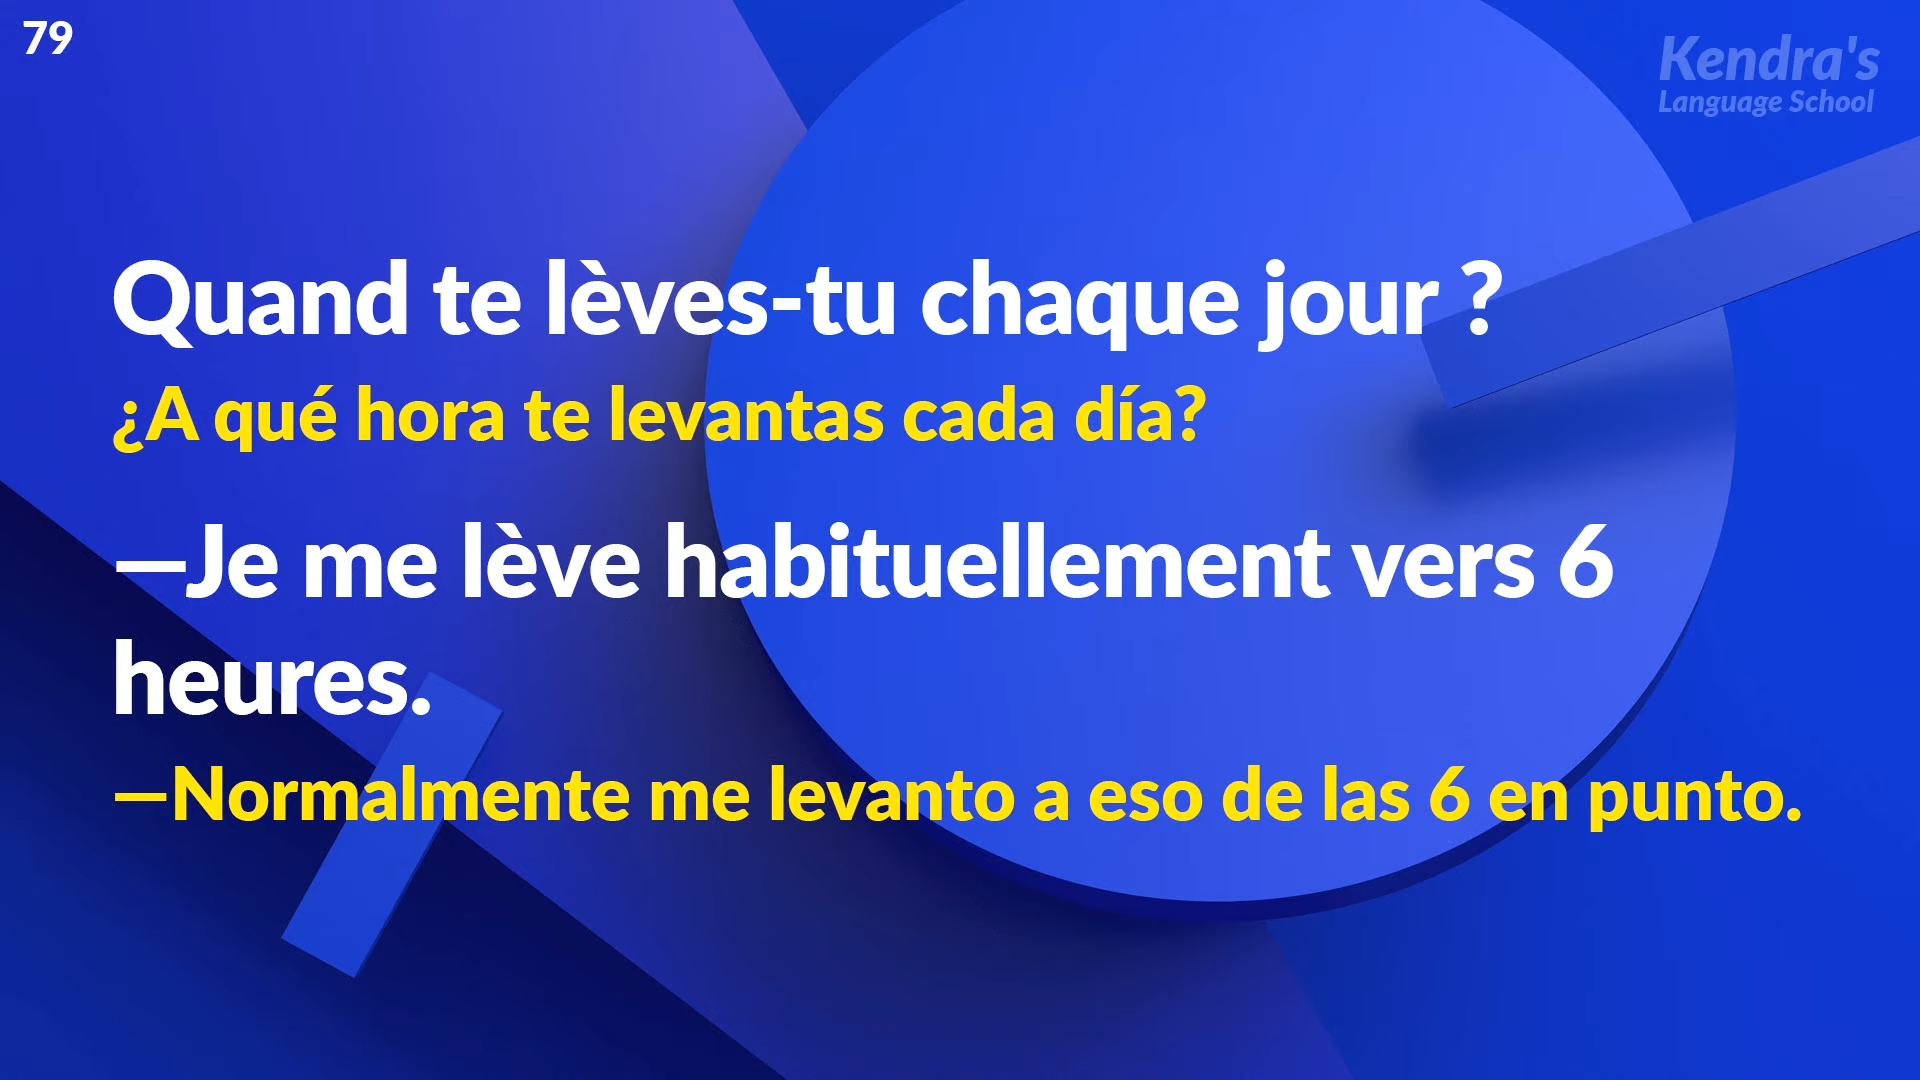 79
Kendra's
Language School
Quand te lèves-tu chaque jour ?
¿A qué hora te levantas cada día?
—Je me lève habituellement vers 6
heures.
—Normalmente me levanto a eso de las 6 en punto.